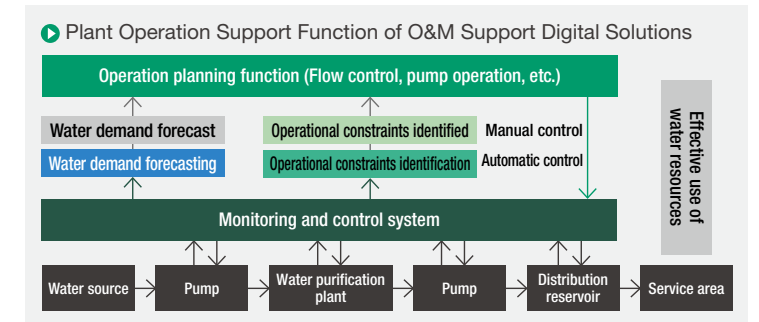 Plant Operation Support Function of O&M Support Digital Solutions
Operation planning function (Flow control, pump operation, etc.)
Water demand forecast
Operational constraints identified
Manual control
Water demand forecasting
Operational constraints identification
Automatic control
Effective use of
water resources
Monitoring and control system
Water source
Pump
Water purification
plant
Pump
Distribution
reservoir
Service area